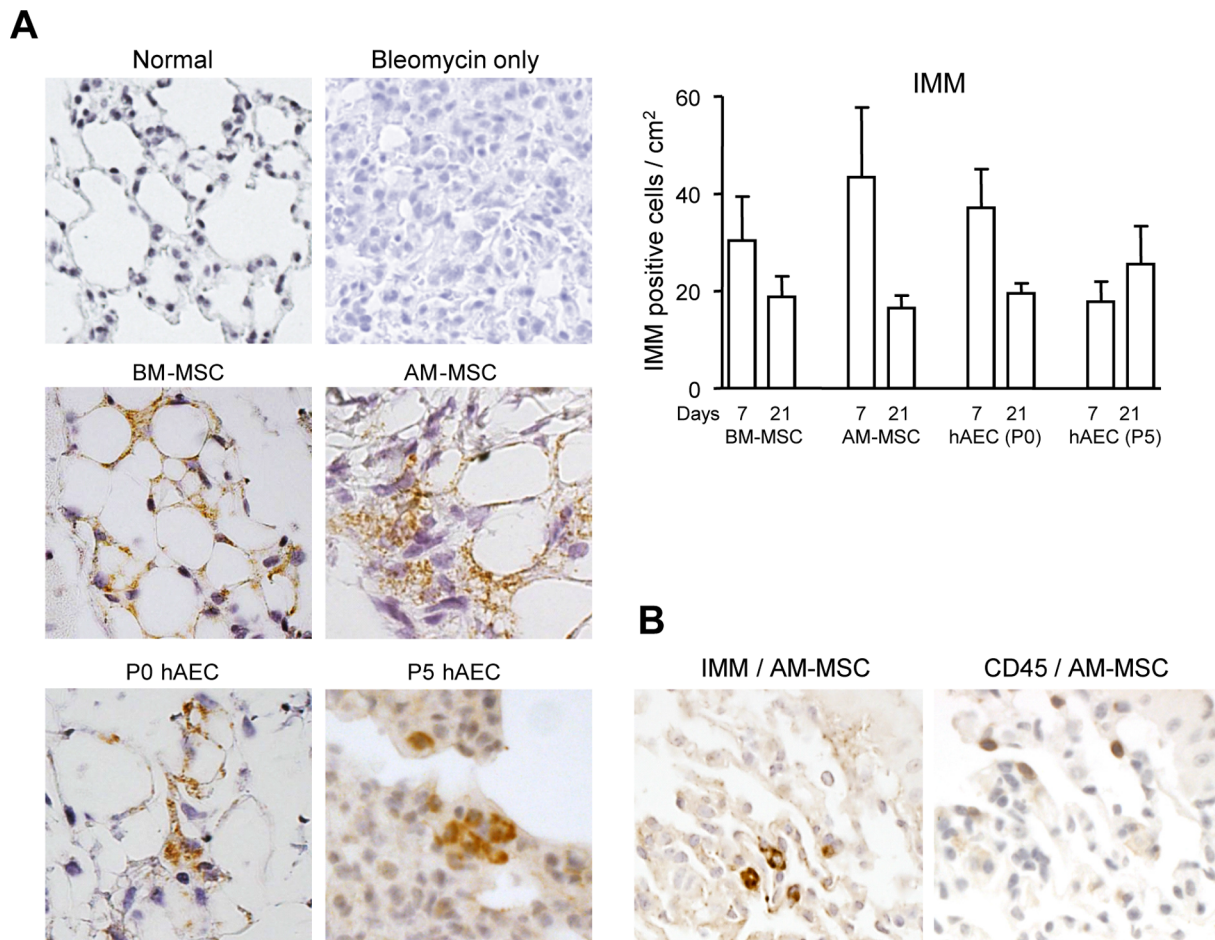 A
Normal
Bleomycin only
BM-MSC
AM-MSC
P0 hAEC
P5 hAEC
IMM
IMM positive cells / cm²
60
40
20
0
Days 7 21 7 21 7 21 7 21
BM-MSC AM-MSC hAEC (P0) hAEC (P5)
B
IMM / AM-MSC
CD45 / AM-MSC